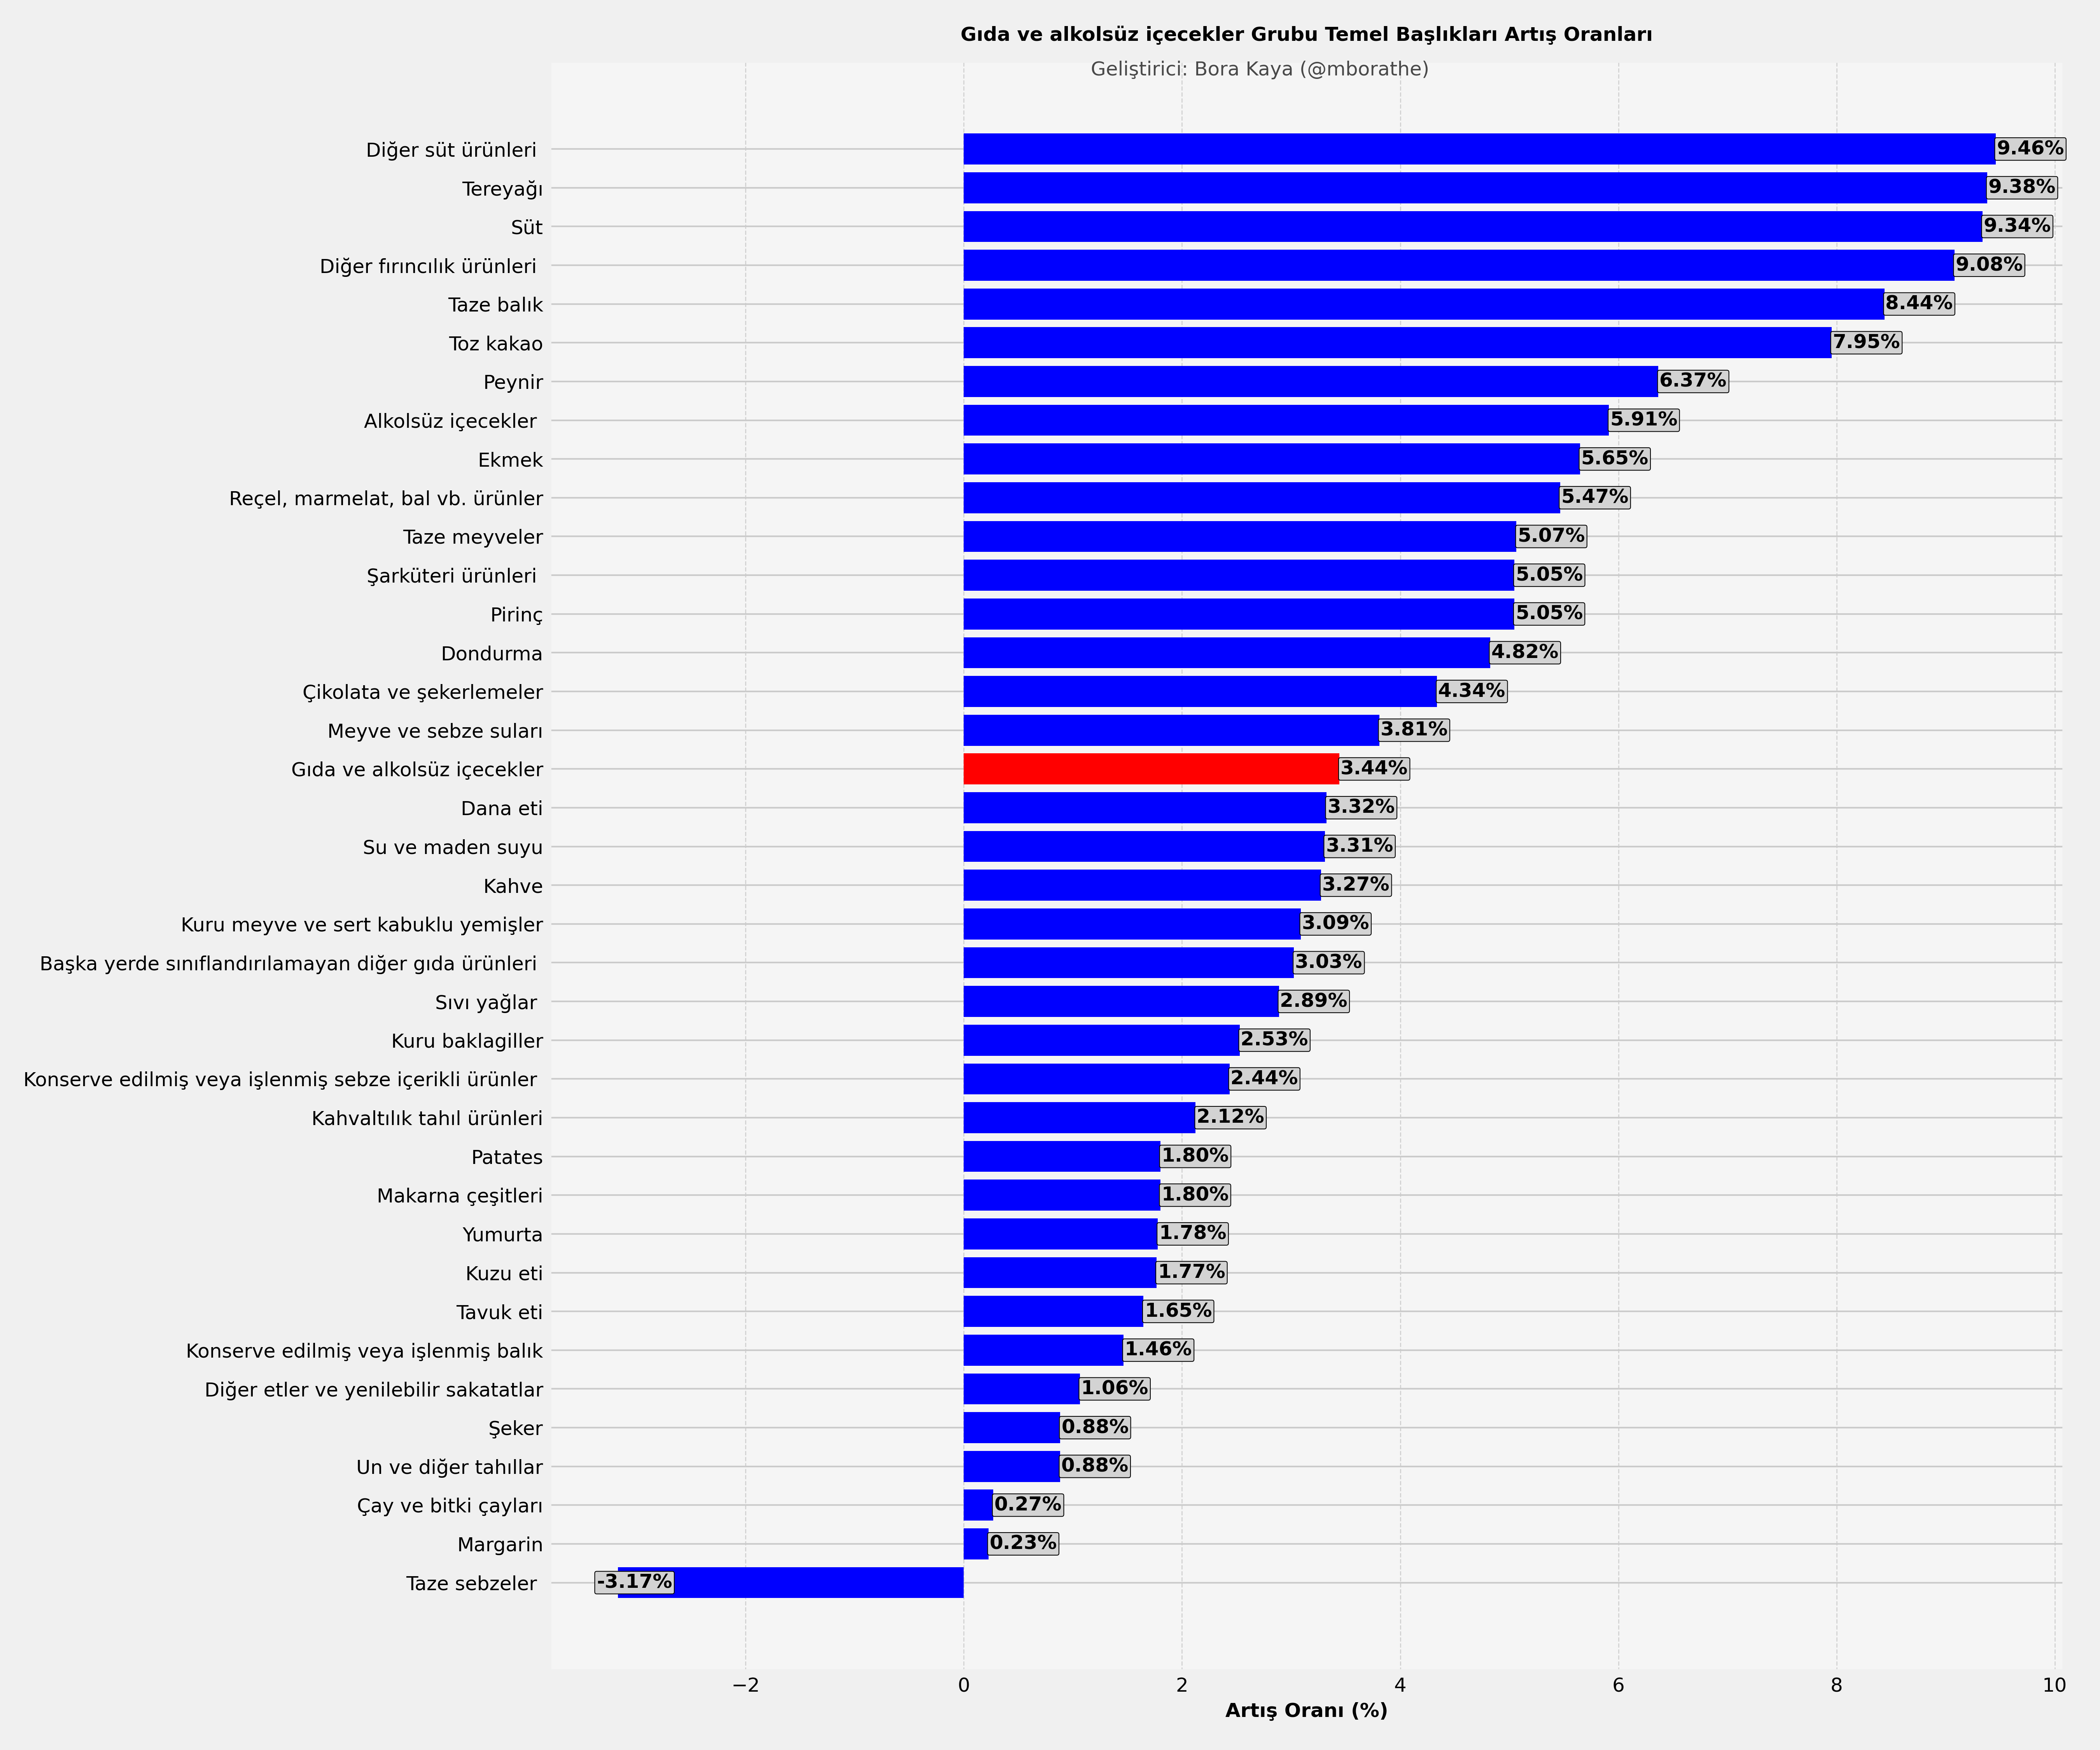 Gıda ve alkolsüz içecekler Grubu Temel Başlıkları Artış Oranları
Geliştirici: Bora Kaya (@mborathe)
Diğer süt ürünleri 9.46%
Tereyağı 9.38%
Süt 9.34%
Diğer fırıncılık ürünleri 9.08%
Taze balık 8.44%
Toz kakao 7.95%
Peynir 6.37%
Alkolsüz içecekler 5.91%
Ekmek 5.65%
Reçel, marmelat, bal vb. ürünler 5.47%
Taze meyveler 5.07%
Şarküteri ürünleri 5.05%
Pirinç 5.05%
Dondurma 4.82%
Çikolata ve şekerlemeler 4.34%
Meyve ve sebze suları 3.81%
Gıda ve alkolsüz içecekler 3.44%
Dana eti 3.32%
Su ve maden suyu 3.31%
Kahve 3.27%
Kuru meyve ve sert kabuklu yemişler 3.09%
Başka yerde sınıflandırılamayan diğer gıda ürünleri 3.03%
Sıvı yağlar 2.89%
Kuru baklagiller 2.53%
Konserve edilmiş veya işlenmiş sebze içerikli ürünler 2.44%
Kahvaltılık tahıl ürünleri 2.12%
Patates 1.80%
Makarna çeşitleri 1.80%
Yumurta 1.78%
Kuzu eti 1.77%
Tavuk eti 1.65%
Konserve edilmiş veya işlenmiş balık 1.46%
Diğer etler ve yenilebilir sakatatlar 1.06%
Şeker 0.88%
Un ve diğer tahıllar 0.88%
Çay ve bitki çayları 0.27%
Margarin 0.23%
Taze sebzeler -3.17%
−2 0 2 4 6 8 10
Artış Oranı (%)